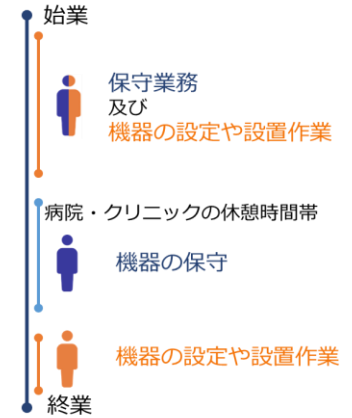 始業
保守業務
及び
機器の設定や設置作業
病院・クリニックの休憩時間帯
機器の保守
機器の設定や設置作業
終業